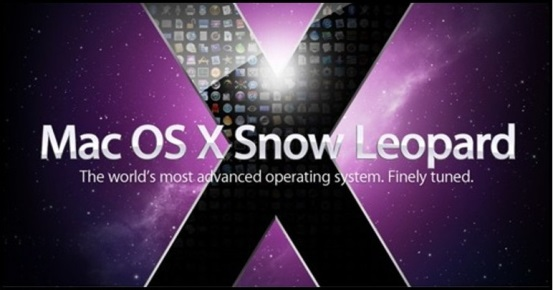 Mac OS X Snow Leopard
The world's most advanced operating system. Finely tuned.